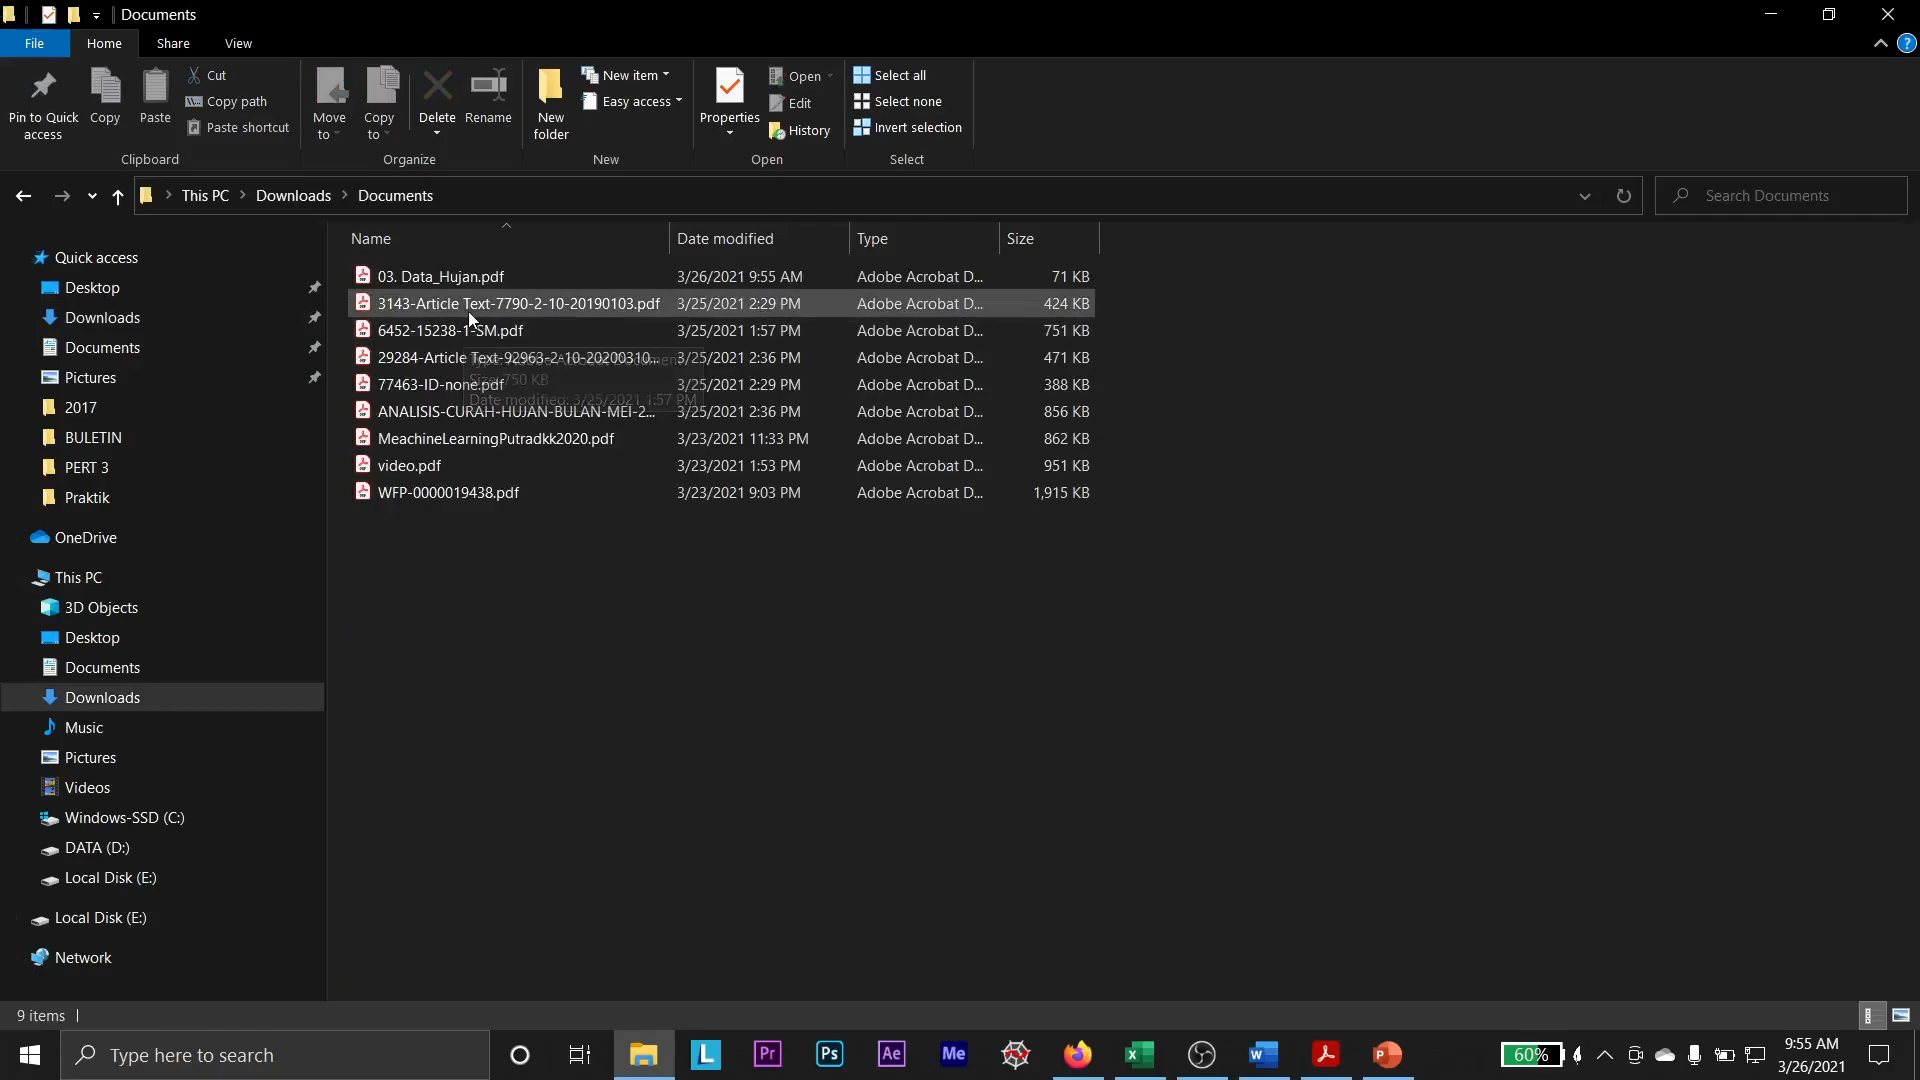 Documents
File Home Share View
Pin to Quick access
Copy
Paste
Cut
Copy path
Paste shortcut
Clipboard
Move to
Copy to
Delete
Rename
Organize
New folder
New item
Easy access
New
Properties
Open
Edit
History
Open
Select all
Select none
Invert selection
Select
This PC > Downloads > Documents
Search Documents
Quick access
Desktop
Downloads
Documents
Pictures
2017
BULETIN
PERT 3
Praktik
OneDrive
This PC
3D Objects
Desktop
Documents
Downloads
Music
Pictures
Videos
Windows-SSD (C:)
DATA (D:)
Local Disk (E:)
Local Disk (E:)
Network
Name Date modified Type Size
03. Data_Hujan.pdf 3/26/2021 9:55 AM Adobe Acrobat D... 71 KB
3143-Article Text-7790-2-10-20190103.pdf 3/25/2021 2:29 PM Adobe Acrobat D... 424 KB
6452-15238-1-SM.pdf 3/25/2021 1:57 PM Adobe Acrobat D... 751 KB
29284-Article Text-92963-2-10-20200310... 3/25/2021 2:36 PM Adobe Acrobat D... 471 KB
77463-ID-none.pdf 3/25/2021 2:29 PM Adobe Acrobat D... 388 KB
ANALISIS-CURAH-HUJAN-BULAN-MEI-2... 3/25/2021 2:36 PM Adobe Acrobat D... 856 KB
MeachineLearningPutradkk2020.pdf 3/23/2021 11:33 PM Adobe Acrobat D... 862 KB
video.pdf 3/23/2021 1:53 PM Adobe Acrobat D... 951 KB
WFP-0000019438.pdf 3/23/2021 9:03 PM Adobe Acrobat D... 1,915 KB
Type: Adobe Acrobat Document
Size: 750 KB
Date modified: 3/25/2021 1:57 PM
9 items
Type here to search
L Pr Ps Ae Me X W P
60%
9:55 AM
3/26/2021